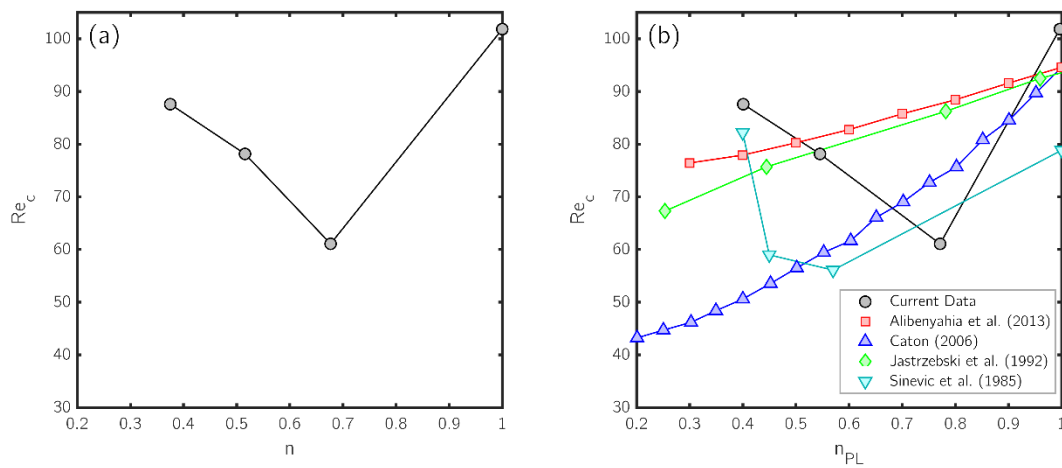 (a)
100
90
80
70
60
50
40
30
Re_c
0.2 0.3 0.4 0.5 0.6 0.7 0.8 0.9 1
n
(b)
100
90
80
70
60
50
40
30
Re_c
0.2 0.3 0.4 0.5 0.6 0.7 0.8 0.9 1
n_PL
Current Data
Alibenyahia et al. (2013)
Caton (2006)
Jastrzebski et al. (1992)
Sinevic et al. (1985)